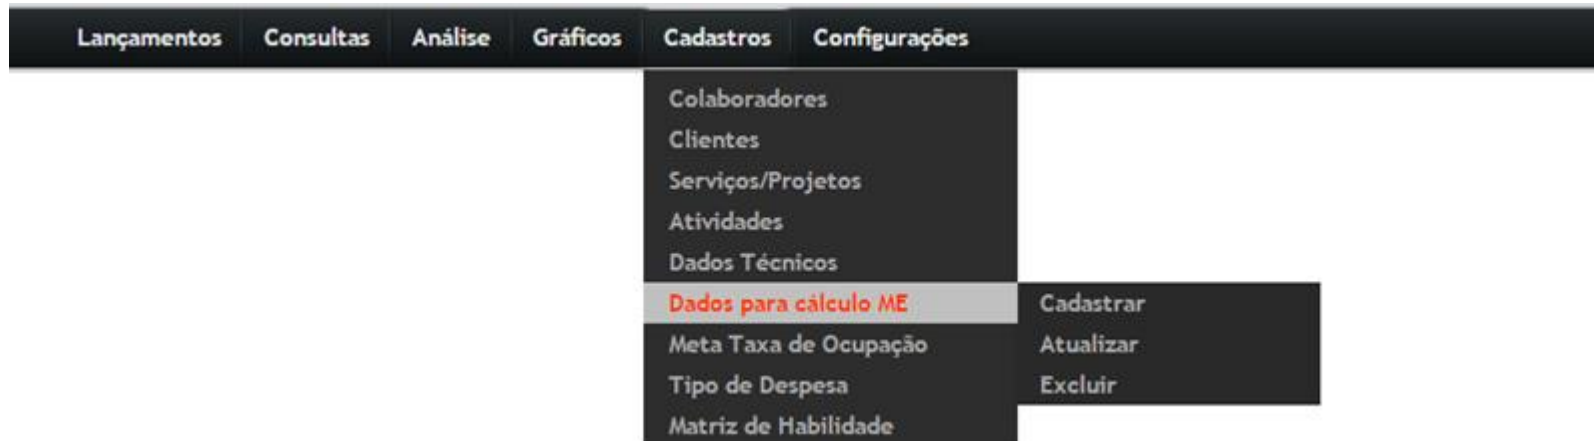 Lançamentos Consultas Análise Gráficos Cadastros Configurações
Colaboradores
Clientes
Serviços/Projetos
Atividades
Dados Técnicos
Dados para cálculo ME Cadastrar
Meta Taxa de Ocupação Atualizar
Tipo de Despesa Excluir
Matriz de Habilidade